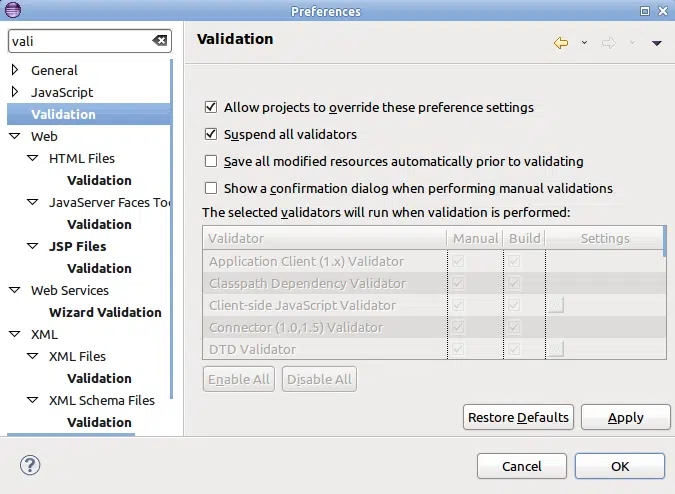 Preferences
vali
Validation
General
JavaScript
Validation
Web
HTML Files
Validation
JavaServer Faces Too
Validation
JSP Files
Validation
Web Services
Wizard Validation
XML
XML Files
Validation
XML Schema Files
Validation
Allow projects to override these preference settings
Suspend all validators
Save all modified resources automatically prior to validating
Show a confirmation dialog when performing manual validations
The selected validators will run when validation is performed:
Validator Manual Build Settings
Application Client (1.x) Validator
Classpath Dependency Validator
Client-side JavaScript Validator
Connector (1.0,1.5) Validator
DTD Validator
Enable All Disable All
Restore Defaults Apply
? Cancel OK